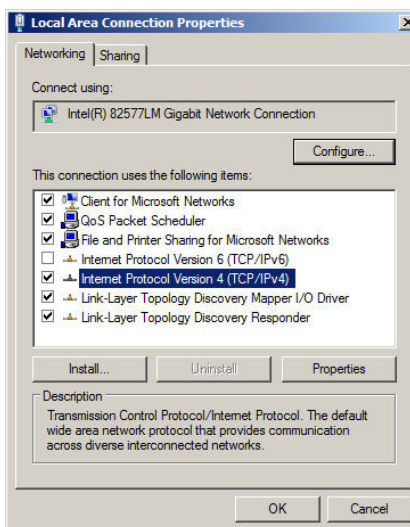 Local Area Connection Properties
Networking
Sharing
Connect using:
Intel(R) 82577LM Gigabit Network Connection
Configure...
This connection uses the following items:
Client for Microsoft Networks
QoS Packet Scheduler
File and Printer Sharing for Microsoft Networks
Internet Protocol Version 6 (TCP/IPv6)
Internet Protocol Version 4 (TCP/IPv4)
Link-Layer Topology Discovery Mapper I/O Driver
Link-Layer Topology Discovery Responder
Install...
Uninstall
Properties
Description
Transmission Control Protocol/Internet Protocol. The default
wide area network protocol that provides communication
across diverse interconnected networks.
OK
Cancel